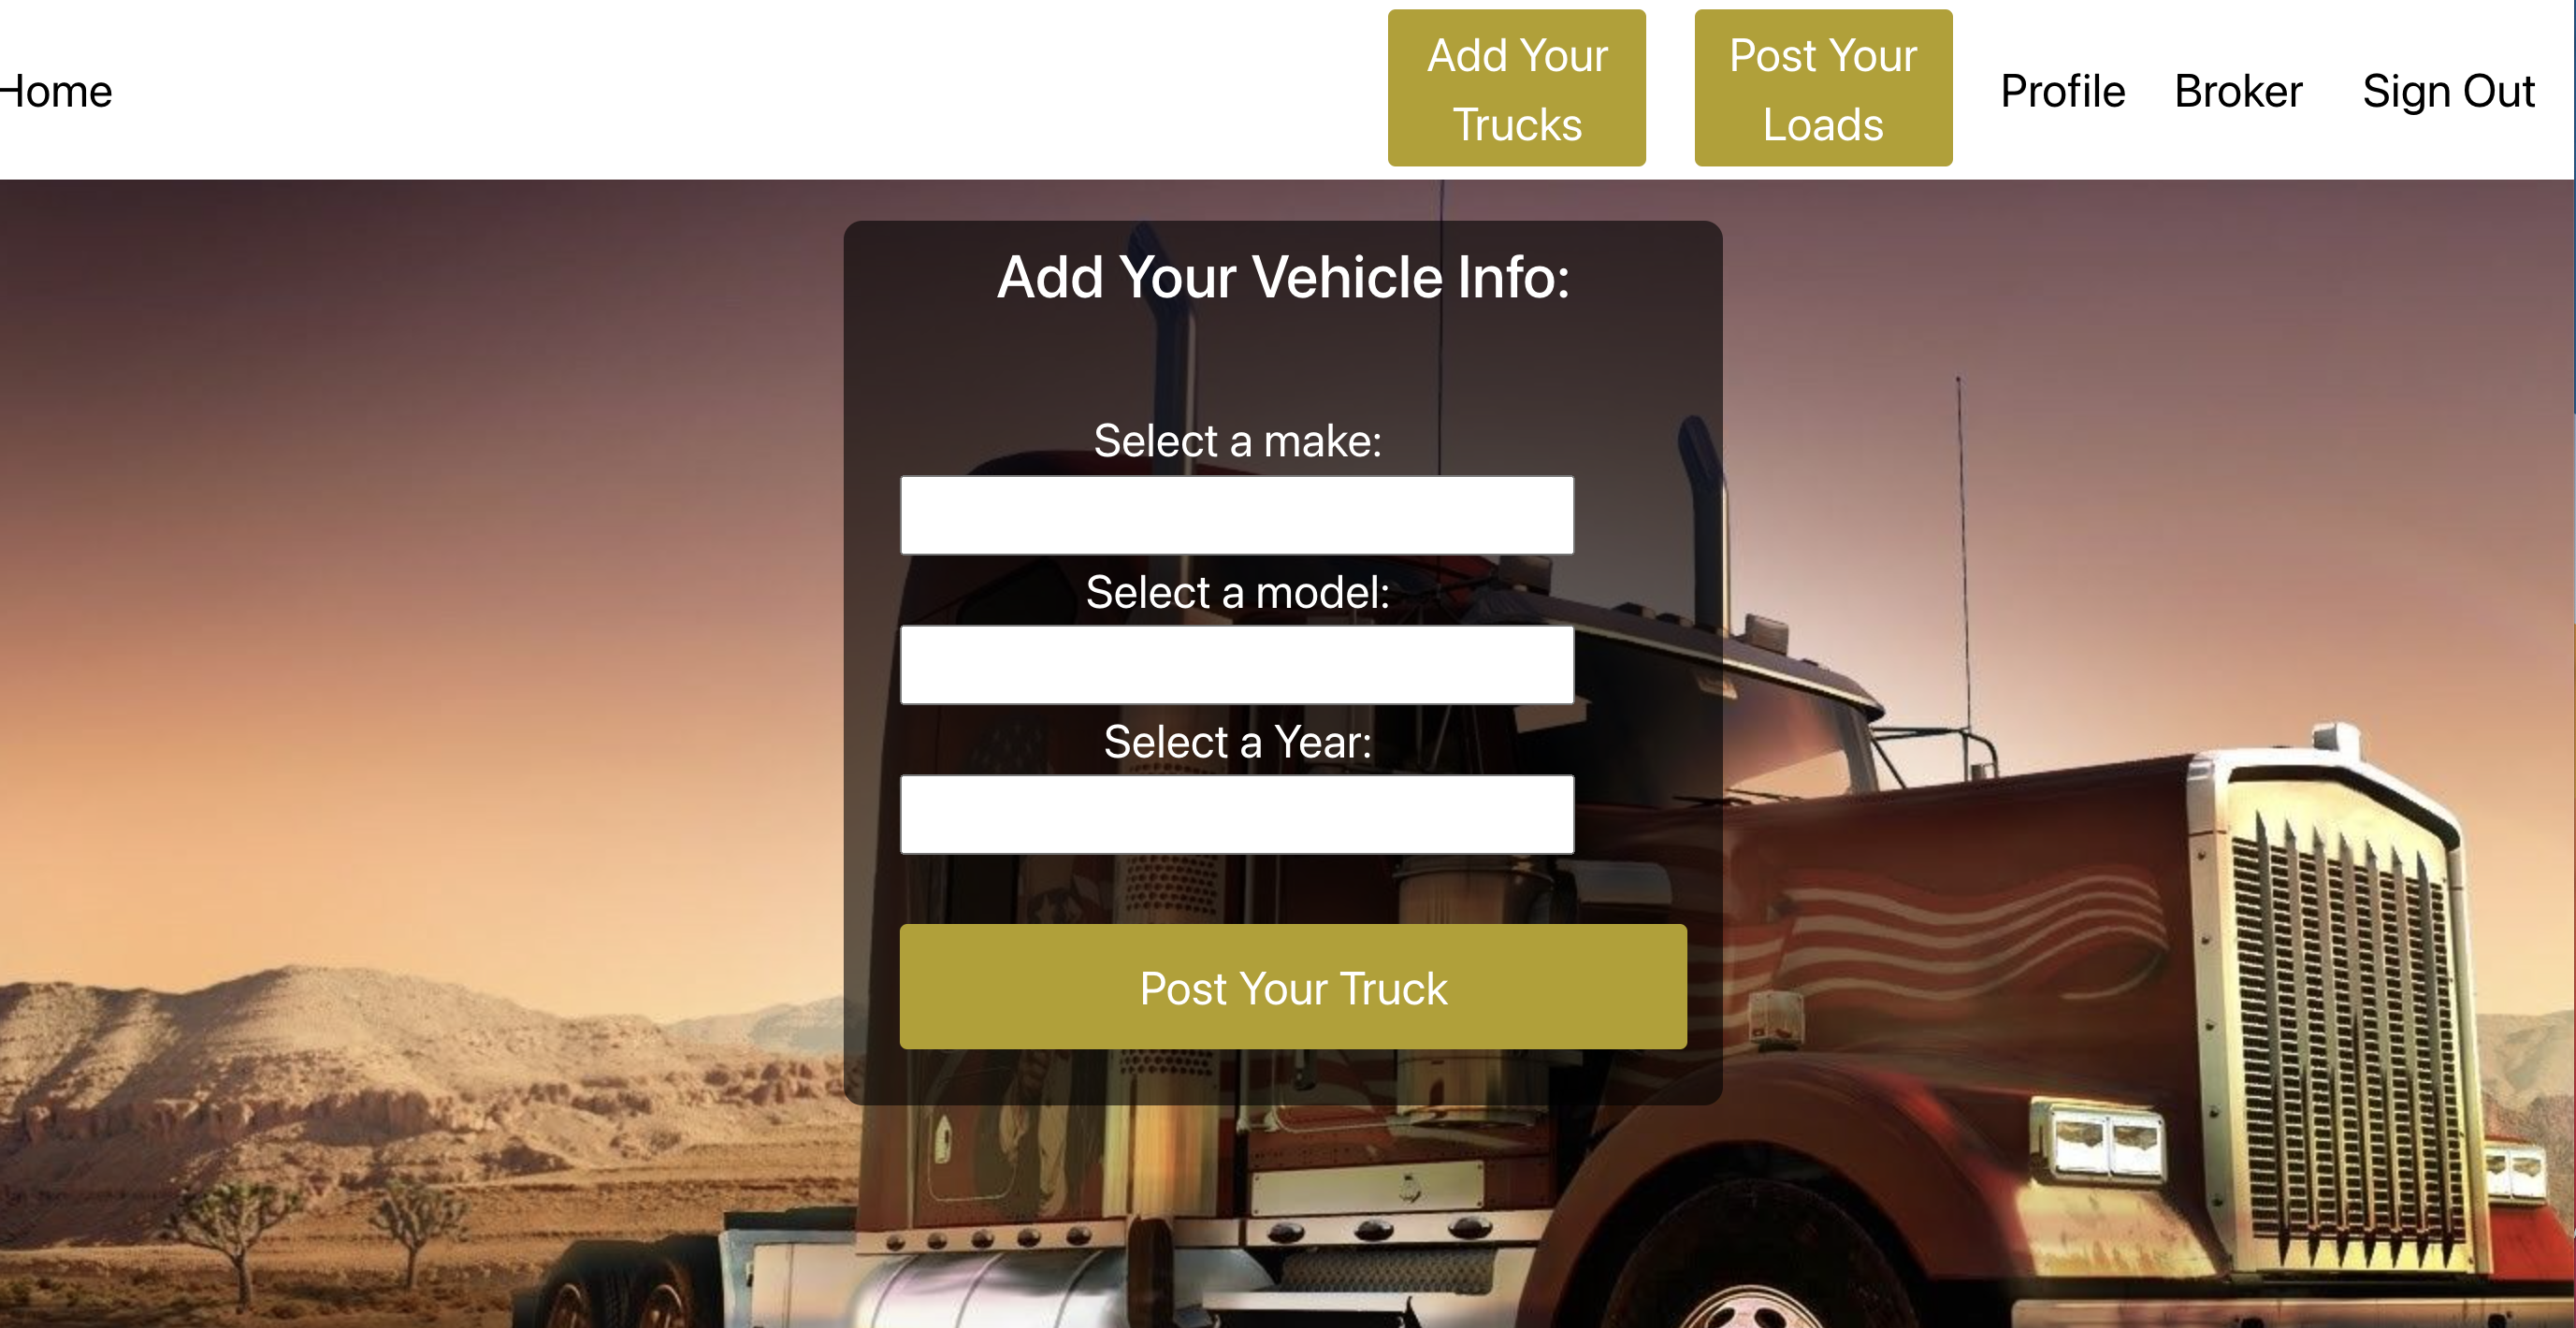 Home
Add Your
Trucks
Post Your
Loads
Profile
Broker
Sign Out
Add Your Vehicle Info:
Select a make:
Select a model:
Select a Year:
Post Your Truck